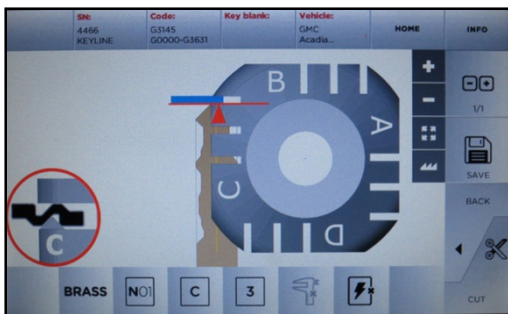 SN: Code: Key blank: Vehicle:
4466 G3145 GMC HOME INFO
KEYLINE G0000-G3631 Acadia...
B
+
-
1/1
A
C
D
SAVE
BACK
C
BRASS N01 C 3
CUT